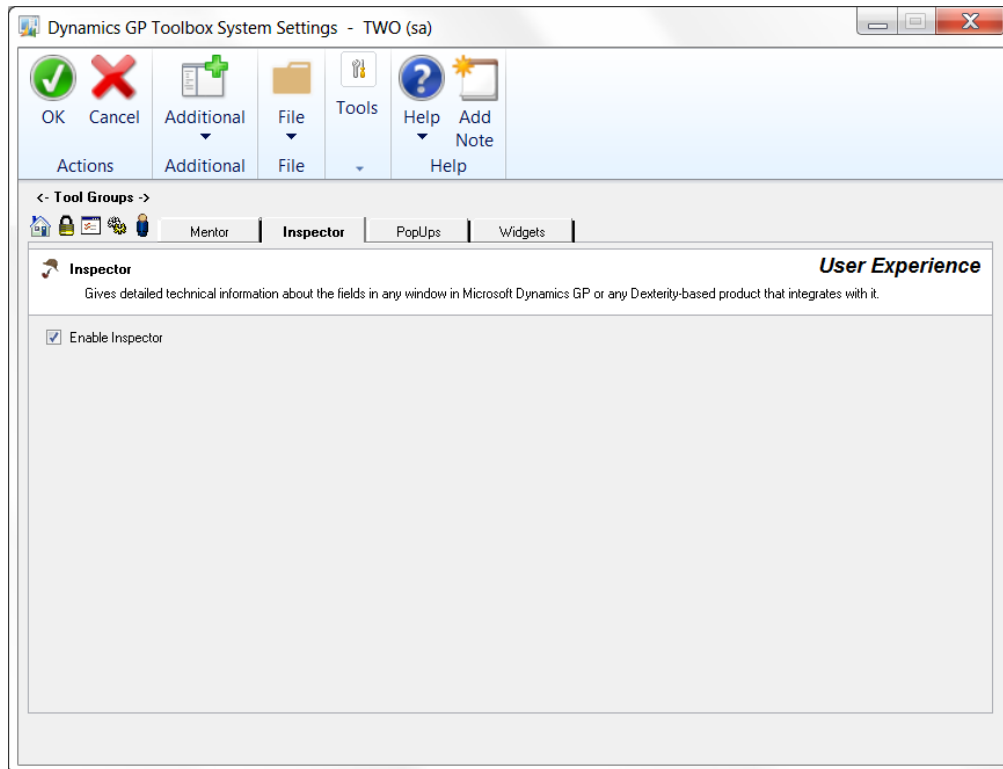 Dynamics GP Toolbox System Settings - TWO (sa)
OK Cancel Additional File Tools Help Add Note
Actions Additional File Help
<- Tool Groups ->
Mentor Inspector PopUps Widgets
Inspector User Experience
Gives detailed technical information about the fields in any window in Microsoft Dynamics GP or any Dexterity-based product that integrates with it.
Enable Inspector